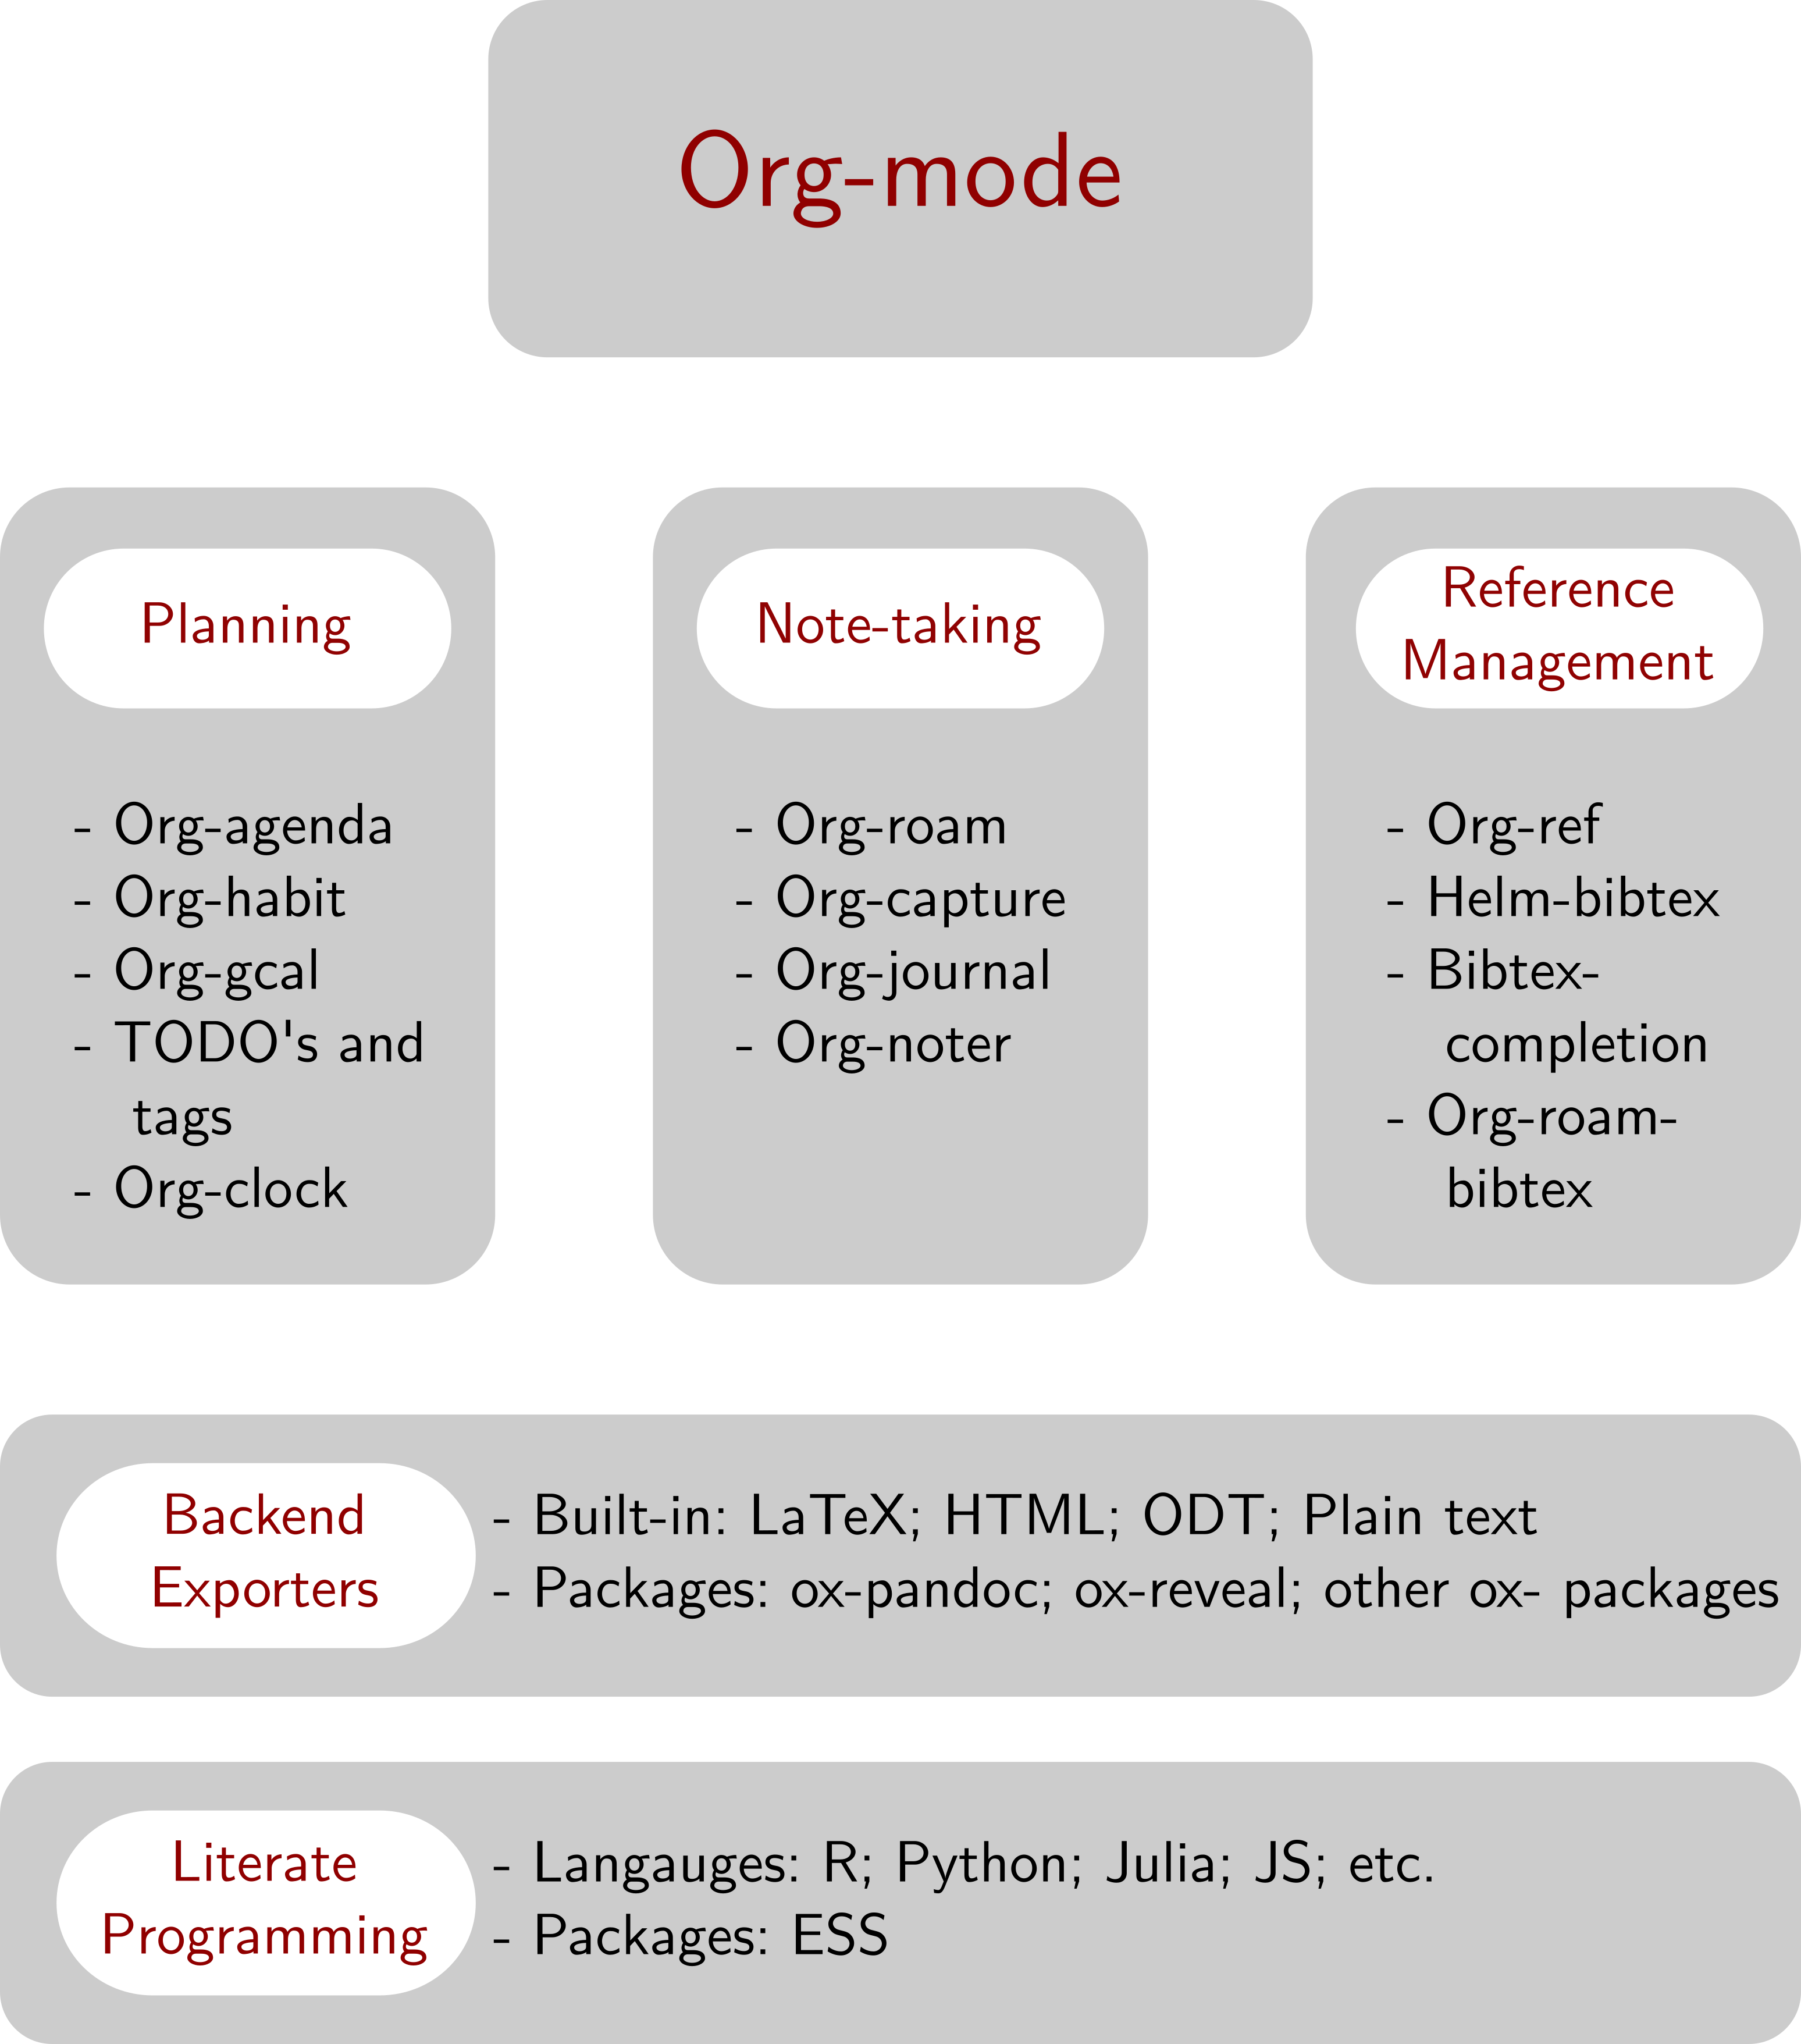 Org-mode
Planning
- Org-agenda
- Org-habit
- Org-gcal
- TODO's and
tags
- Org-clock
Note-taking
- Org-roam
- Org-capture
- Org-journal
- Org-noter
Reference
Management
- Org-ref
- Helm-bibtex
- Bibtex-
completion
- Org-roam-
bibtex
Backend
Exporters
- Built-in: LaTeX; HTML; ODT; Plain text
- Packages: ox-pandoc; ox-reveal; other ox- packages
Literate
Programming
- Langauges: R; Python; Julia; JS; etc.
- Packages: ESS